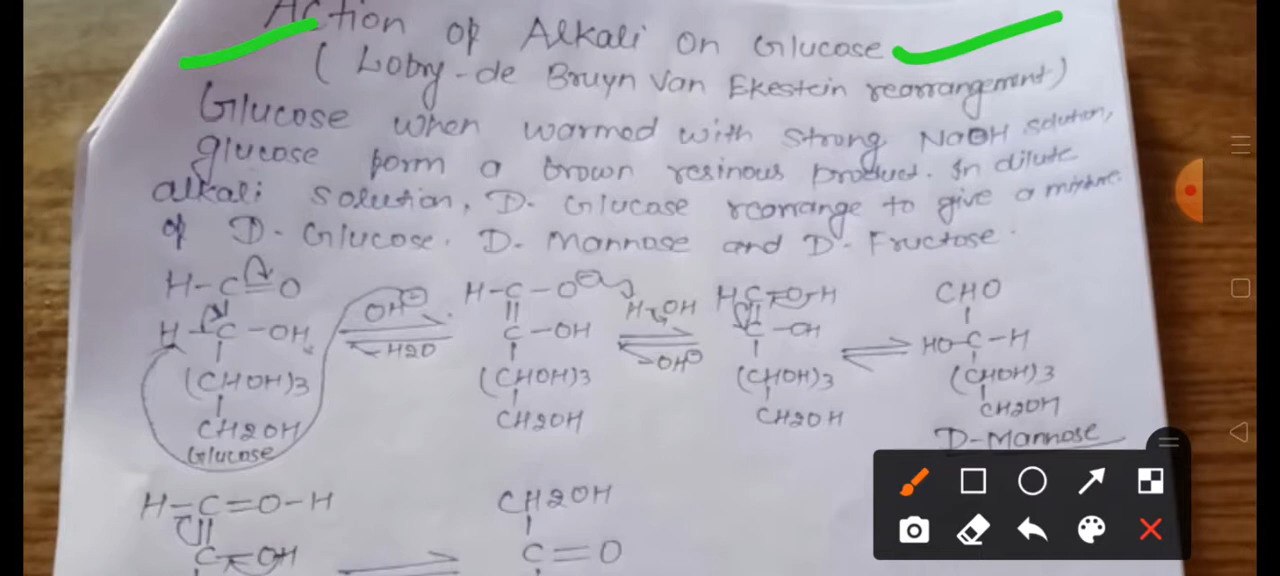 Action of Alkali on Glucose
(Lobry-de Bruyn Van Ekestein rearrangement)
Glucose when warmed with strong NaOH solution,
glucose form a brown resinous product. In dilute
alkali solution, D-Glucose rearrange to give a mixture
of D-Glucose. D-Mannose and D-Fructose.
H-C=O OH⊖ H-C-O⊖ H-OH HC-O-H CHO
H-C-OH -H2O C-OH -OH⊖ C-OH HO-C-H
(CHOH)3 (CHOH)3 (CHOH)3 (CHOH)3
CH2OH CH2OH CH2OH CH2OH
Glucose D-Mannose
H-C=O-H CH2OH
C-OH C=O